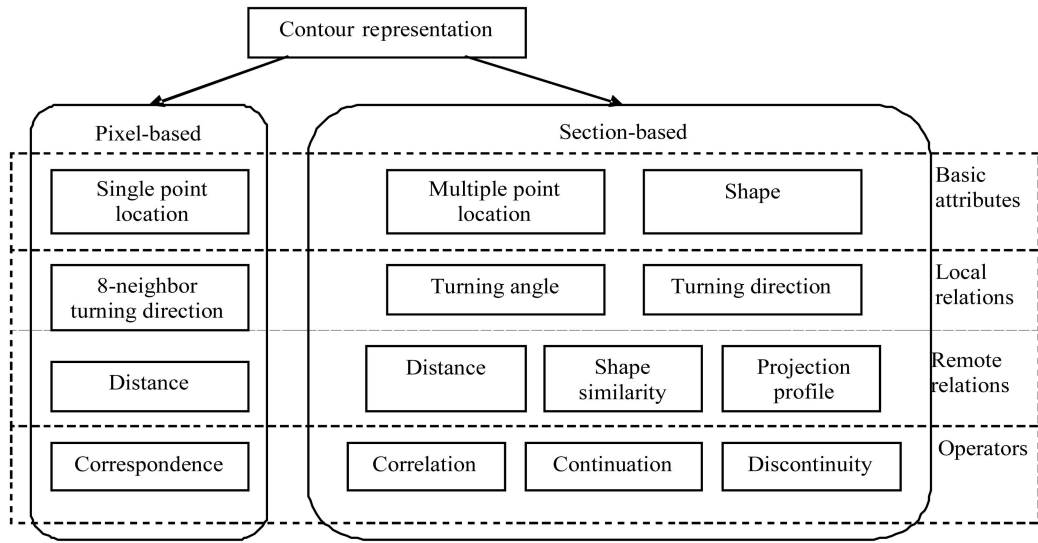 Contour representation
Pixel-based
Section-based
Single point
location
Multiple point
location
Shape
Basic
attributes
8-neighbor
turning direction
Turning angle
Turning direction
Local
relations
Distance
Distance
Shape
similarity
Projection
profile
Remote
relations
Correspondence
Correlation
Continuation
Discontinuity
Operators